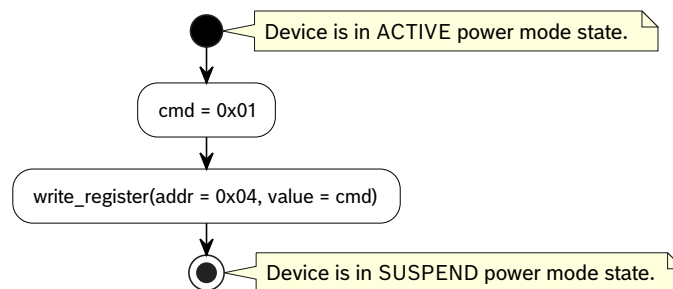 Device is in ACTIVE power mode state.
cmd = 0x01
write_register(addr = 0x04, value = cmd)
Device is in SUSPEND power mode state.